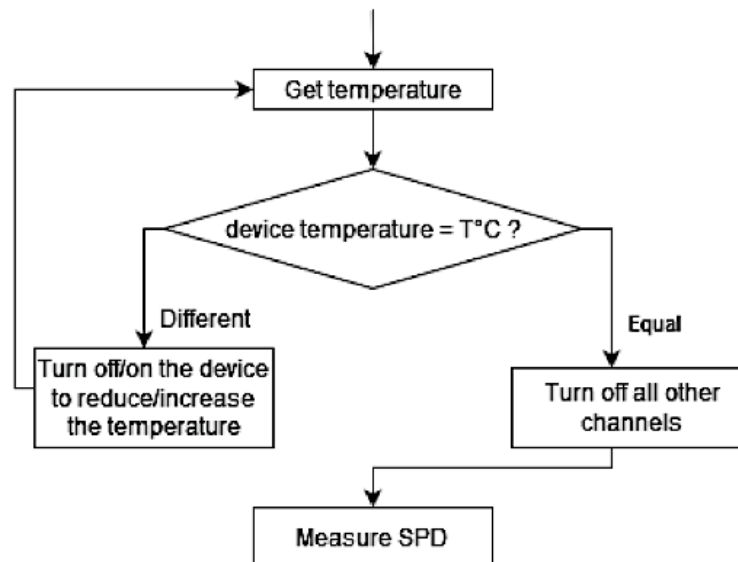 Get temperature
device temperature = T°C ?
Different
Equal
Turn off/on the device
to reduce/increase
the temperature
Turn off all other
channels
Measure SPD